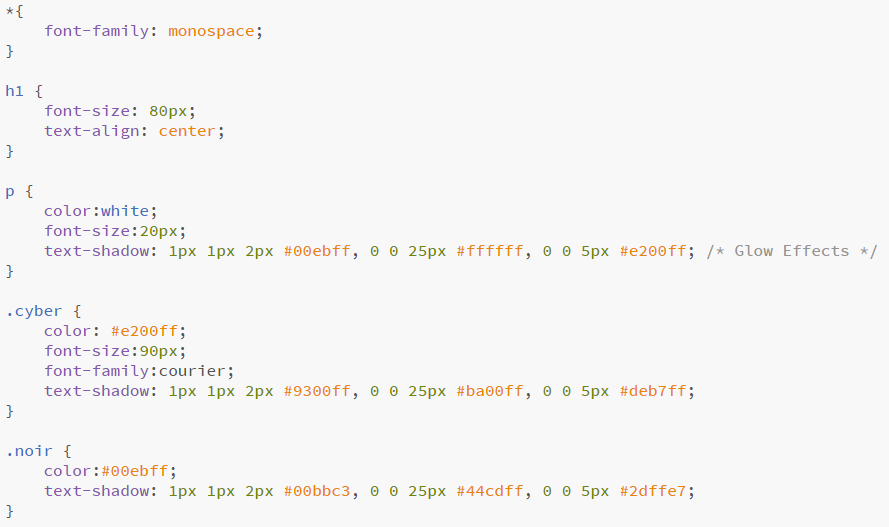 *{
    font-family: monospace;
}

h1 {
    font-size: 80px;
    text-align: center;
}

p {
    color:white;
    font-size:20px;
    text-shadow: 1px 1px 2px #00ebff, 0 0 25px #ffffff, 0 0 5px #e200ff; /* Glow Effects */
}

.cyber {
    color: #e200ff;
    font-size:90px;
    font-family:courier;
    text-shadow: 1px 1px 2px #9300ff, 0 0 25px #ba00ff, 0 0 5px #deb7ff;
}

.noir {
    color:#00ebff;
    text-shadow: 1px 1px 2px #00bbc3, 0 0 25px #44cdff, 0 0 5px #2dffe7;
}